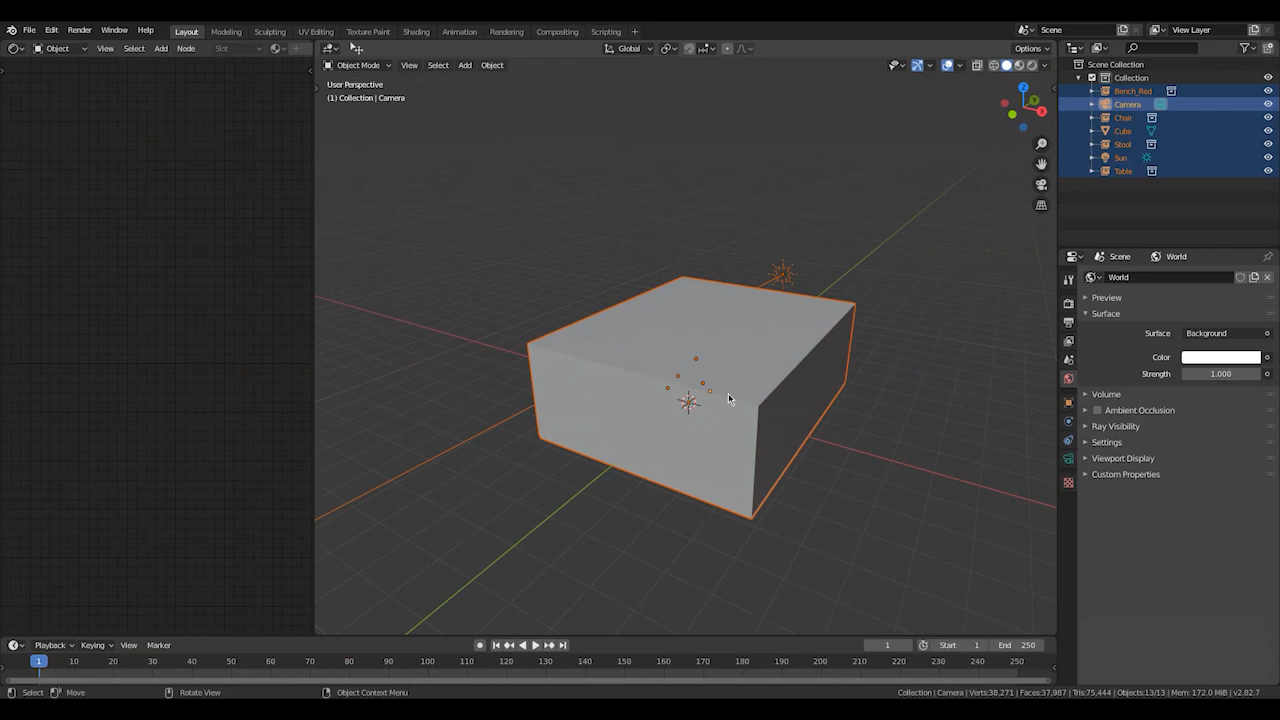 File Edit Render Window Help Layout Modeling Sculpting UV Editing Texture Paint Shading Animation Rendering Compositing Scripting + Scene View Layer
Object View Select Add Node Slot Global Options
Object Mode View Select Add Object
User Perspective
(1) Collection | Camera
Z
Y
X
Scene Collection
Collection
Bench_Red
Camera
Chair
Cube
Stool
Sun
Table
Scene World
World
Preview
Surface
Surface Background
Color
Strength 1.000
Volume
Ambient Occlusion
Ray Visibility
Settings
Viewport Display
Custom Properties
Playback Keying View Marker 1 Start 1 End 250
1 10 20 30 40 50 60 70 80 90 100 110 120 130 140 150 160 170 180 190 200 210 220 230 240 250
Select Move Rotate View Object Context Menu Collection | Camera | Verts:38,271 | Faces:37,987 | Tris:75,444 | Objects:13/13 | Mem: 172.0 MiB | v2.82.7